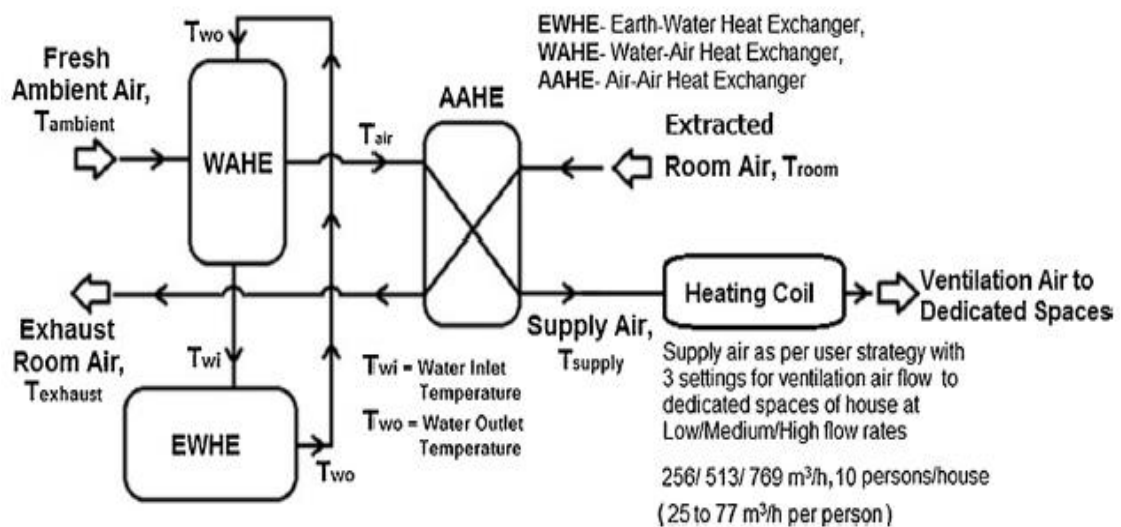 Two
EWHE- Earth-Water Heat Exchanger,
WAHE- Water-Air Heat Exchanger,
AAHE- Air-Air Heat Exchanger
Fresh
Ambient Air,
Tambient
WAHE
Tair
AAHE
Extracted
Room Air, Troom
Exhaust
Room Air,
Texhaust
Twi
EWHE
Two
Twi = Water Inlet
Temperature
Two = Water Outlet
Temperature
Supply Air,
Tsupply
Heating Coil
Ventilation Air to
Dedicated Spaces
Supply air as per user strategy with
3 settings for ventilation air flow to
dedicated spaces of house at
Low/Medium/High flow rates
256/ 513/ 769 m³/h, 10 persons/house
( 25 to 77 m³/h per person )